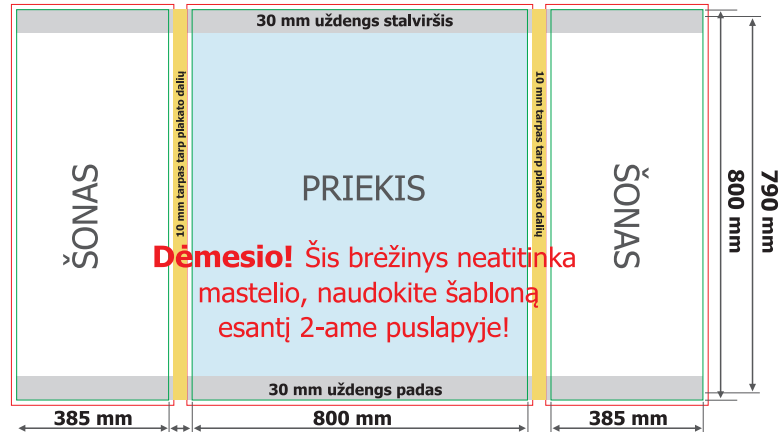 30 mm uždengs stalviršis
ŠONAS
10 mm tarpas tarp plakato dalių
PRIEKIS
10 mm tarpas tarp plakato dalių
ŠONAS
800 mm
790 mm
Dėmesio! Šis brėžinys neatitinka
mastelio, naudokite šabloną
esantį 2-ame puslapyje!
30 mm uždengs padas
385 mm
800 mm
385 mm